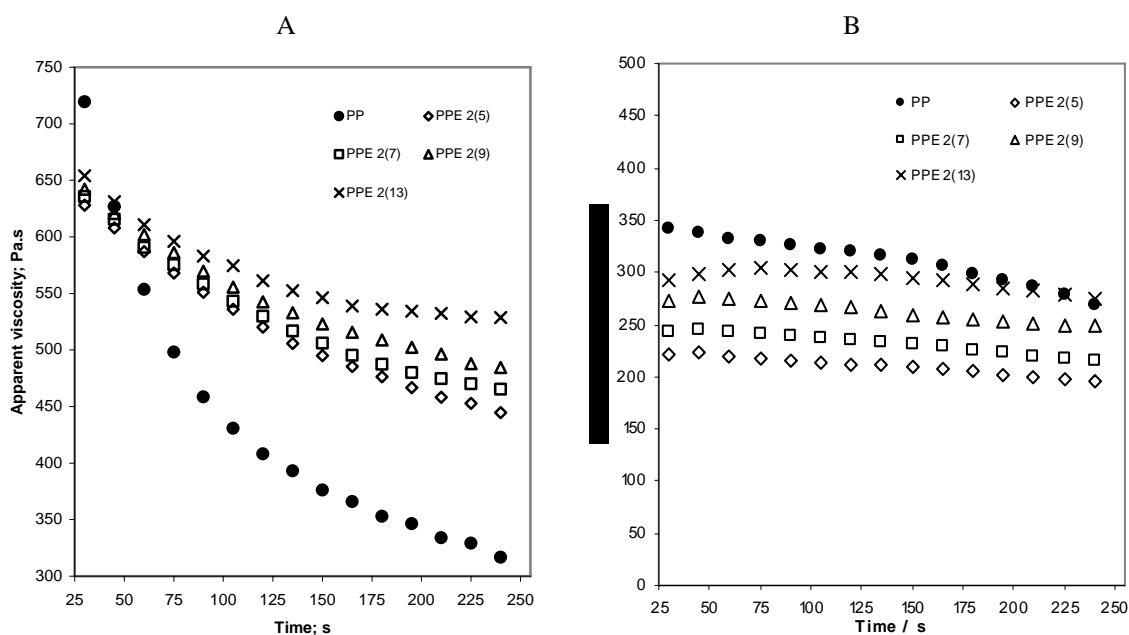 A
B
750
700
650
600
550
500
450
400
350
300
Apparent viscosity; Pa.s
25 50 75 100 125 150 175 200 225 250
Time; s
PP PPE 2(5)
PPE 2(7) PPE 2(9)
PPE 2(13)
500
450
400
350
300
250
200
150
100
50
0
25 50 75 100 125 150 175 200 225 250
Time / s
PP PPE 2(5)
PPE 2(7) PPE 2(9)
PPE 2(13)